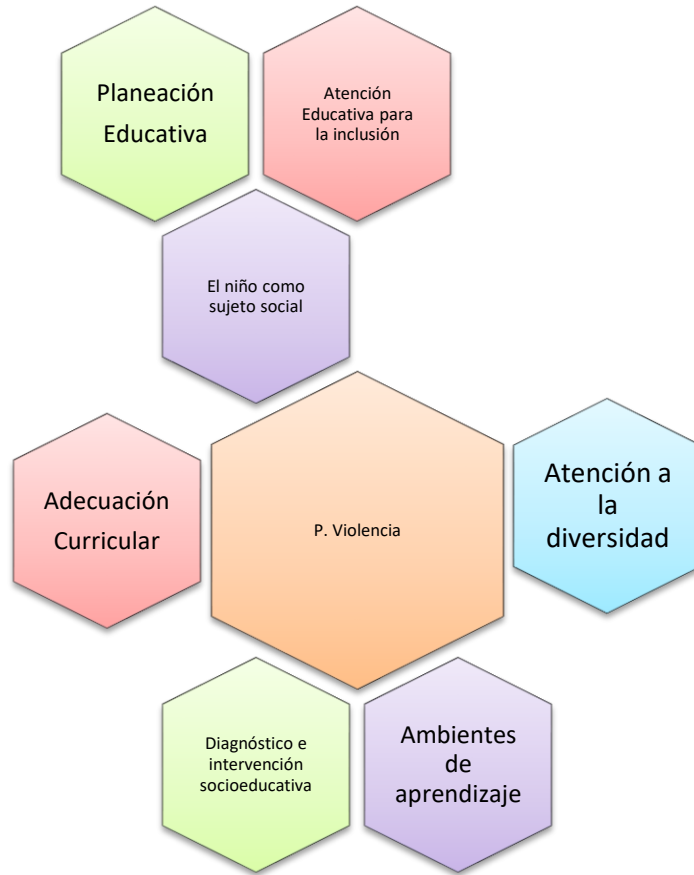 Planeación
Educativa
Atención
Educativa para
la inclusión
El niño como
sujeto social
Adecuación
Curricular
P. Violencia
Atención a
la
diversidad
Diagnóstico e
intervención
socioeducativa
Ambientes
de
aprendizaje